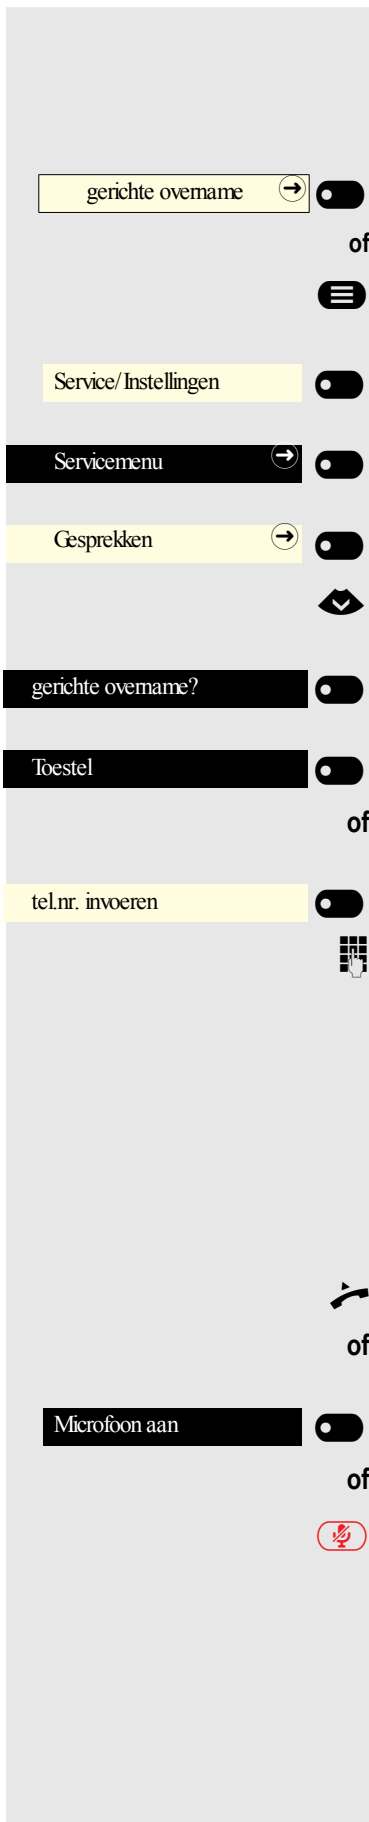 gerichte overname
of
Service/Instellingen
Servicemenu
Gesprekken
gerichte overname?
Toestel
of
tel.nr. invoeren
of
Microfoon aan
of